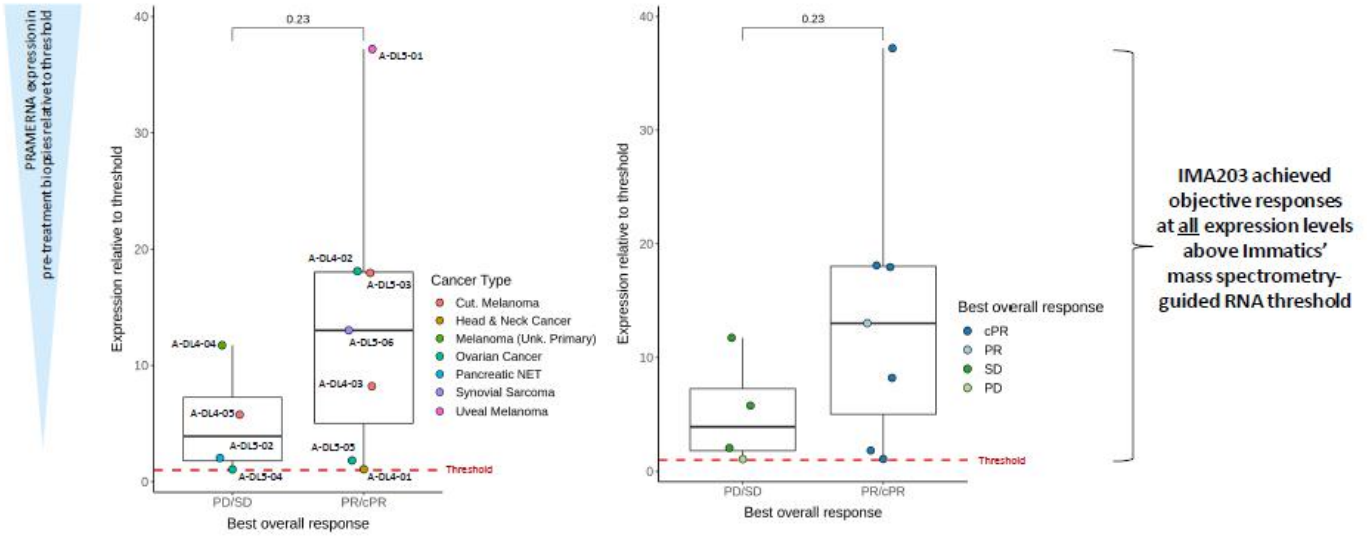 PRAMERNA expression in
pre-treatment biopsies relative to threshold
Expression relative to threshold
40
30
20
10
0
0.23
A-DL5-01
A-DL4-02
A-DL5-03
A-DL5-06
A-DL4-04
A-DL4-03
A-DL4-05
A-DL5-02
A-DL5-05
A-DL5-04
A-DL4-01
Threshold
PD/SD
PR/cPR
Best overall response
Cancer Type
Cut. Melanoma
Head & Neck Cancer
Melanoma (Unk. Primary)
Ovarian Cancer
Pancreatic NET
Synovial Sarcoma
Uveal Melanoma
Expression relative to threshold
40
30
20
10
0
0.23
Threshold
PD/SD
PR/cPR
Best overall response
Best overall response
cPR
PR
SD
PD
IMA203 achieved
objective responses
at all expression levels
above Immatics'
mass spectrometry-
guided RNA threshold